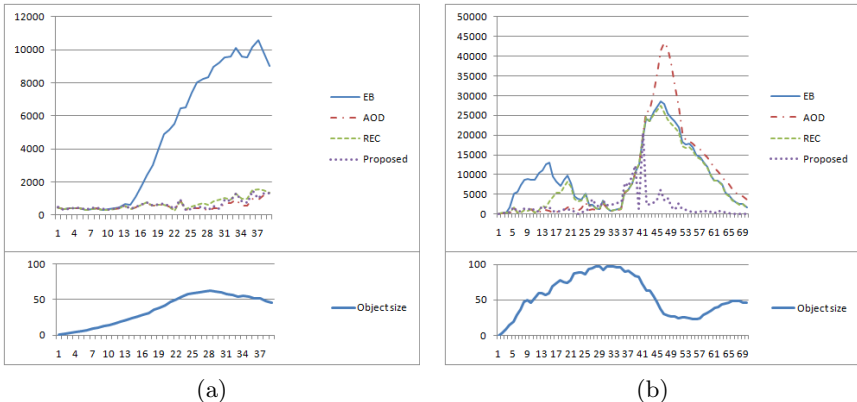 12000
10000
8000
6000
4000
2000
0
1 4 7 10 13 16 19 22 25 28 31 34 37
EB
AOD
REC
Proposed
100
50
0
1 4 7 10 13 16 19 22 25 28 31 34 37
Object size
(a)
50000
45000
40000
35000
30000
25000
20000
15000
10000
5000
0
1 5 9 13 17 21 25 29 33 37 41 45 49 53 57 61 65 69
EB
AOD
REC
Proposed
100
50
0
1 5 9 13 17 21 25 29 33 37 41 45 49 53 57 61 65 69
Object size
(b)